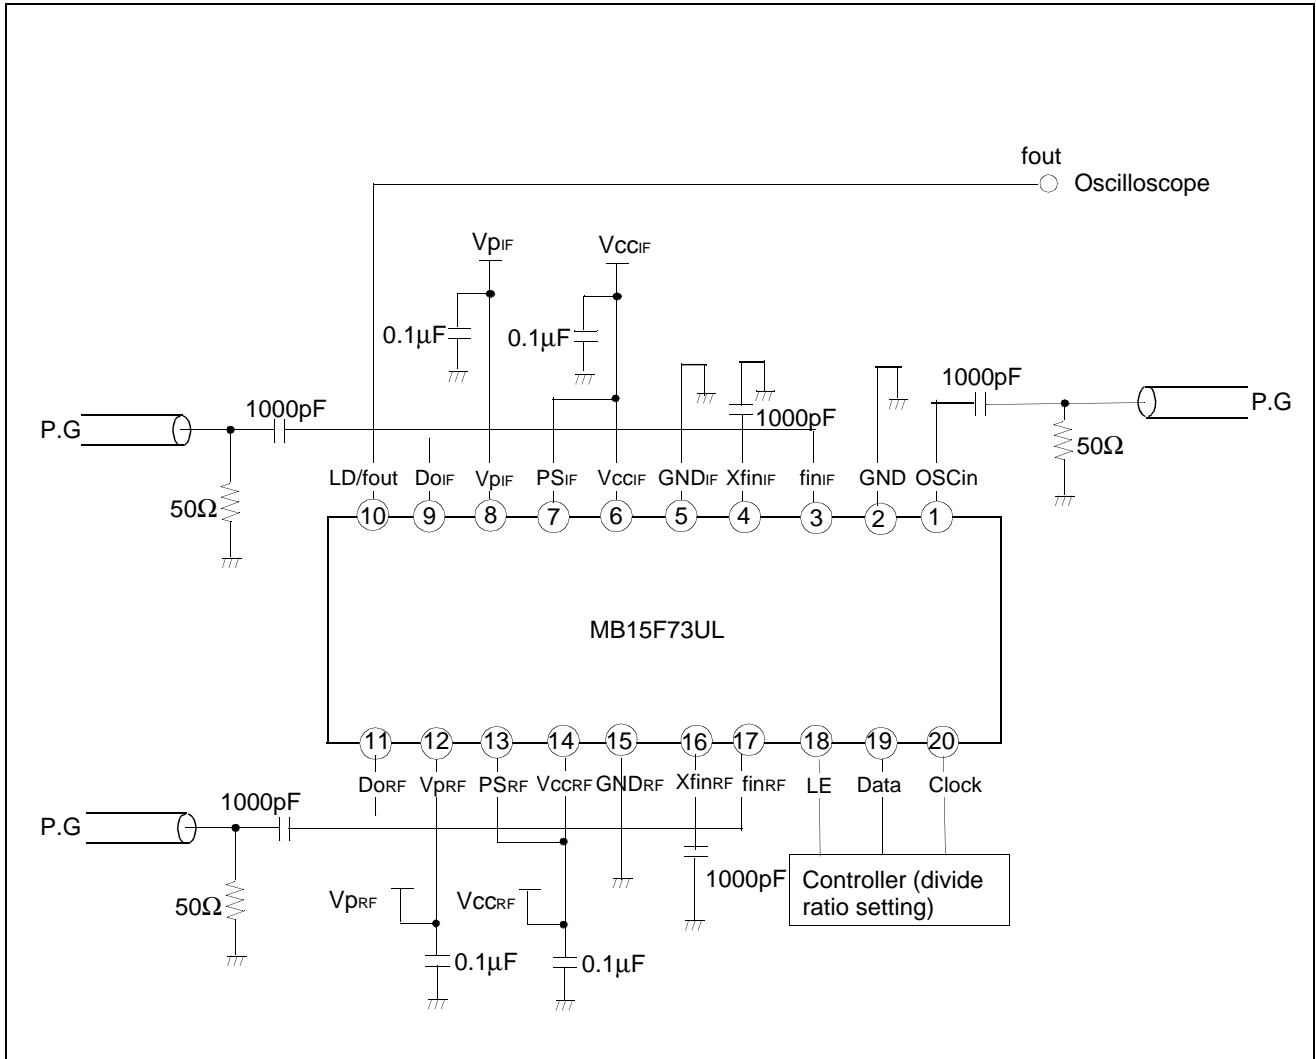 fout
Oscilloscope
VpIF
VccIF
0.1µF
0.1µF
1000pF
P.G
50Ω
1000pF
P.G
1000pF
50Ω
LD/fout DoIF VpIF PSIF VccIF GNDIF XfinIF finIF GND OSCin
10 9 8 7 6 5 4 3 2 1
MB15F73UL
11 12 13 14 15 16 17 18 19 20
DoRF VpRF PSRF VccRF GNDRF XfinRF finRF LE Data Clock
1000pF
P.G
50Ω
VpRF
VccRF
0.1µF
0.1µF
1000pF
Controller (divide
ratio setting)